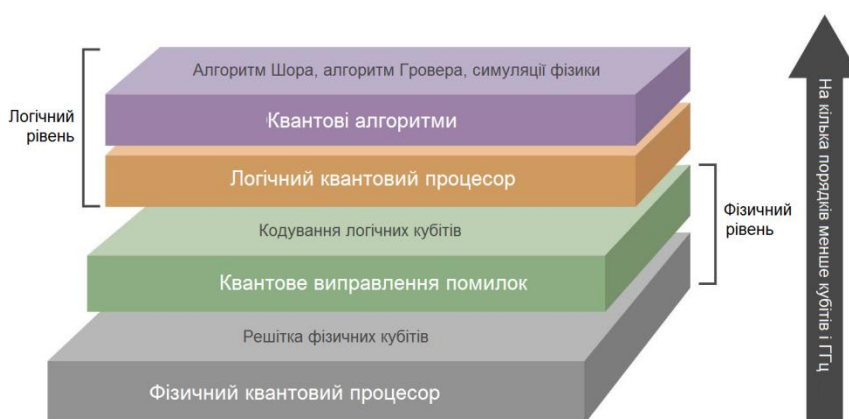 Алгоритм Шора, алгоритм Гровера, симуляції фізики
Квантові алгоритми
Логічний
рівень
Логічний квантовий процесор
Кодування логічних кубітів
Фізичний
рівень
Квантове виправлення помилок
Решітка фізичних кубітів
Фізичний квантовий процесор
На кілька порядків менше кубітів і ГГц